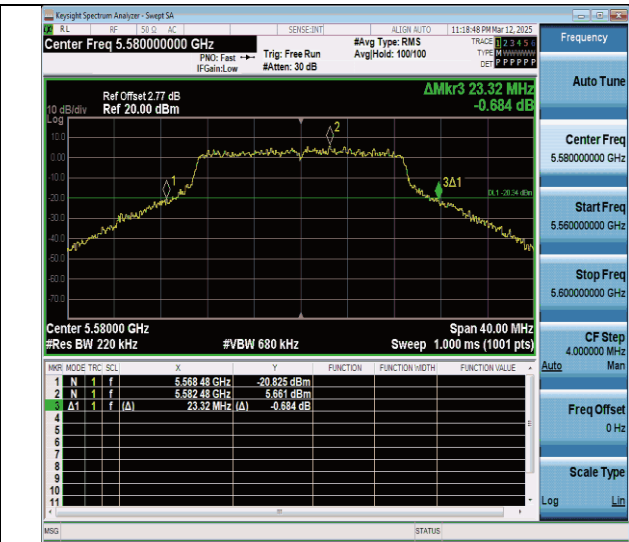 Keysight Spectrum Analyzer - Swept SA
RL RF 50 Ω AC SENSE:INT ALIGN AUTO 11:18:48 PM Mar 12, 2025
Center Freq 5.580000000 GHz #Avg Type: RMS TRACE 1 2 3 4 5 6
PNO: Fast Trig: Free Run Avg|Hold: 100/100 TYPE M WWWWW
IFGain:Low #Atten: 30 dB DET P P P P P P
Frequency
Auto Tune
Ref Offset 2.77 dB ΔMkr3 23.32 MHz
10 dB/div Ref 20.00 dBm -0.684 dB
Log
10.0
0.00
-10.0
-20.0
-30.0
-40.0
-50.0
-60.0
-70.0
1
2
3Δ1
DL1 -20.34 dBm
Center 5.58000 GHz Span 40.00 MHz
#Res BW 220 kHz #VBW 680 kHz Sweep 1.000 ms (1001 pts)
MKR MODE TRC SCL X Y FUNCTION FUNCTION WIDTH FUNCTION VALUE
1 N 1 f 5.568 48 GHz -20.825 dBm
2 N 1 f 5.582 48 GHz 5.661 dBm
3 Δ1 1 f (Δ) 23.32 MHz (Δ) -0.684 dB
4
5
6
7
8
9
10
11
MSG STATUS
Center Freq
5.580000000 GHz
Start Freq
5.560000000 GHz
Stop Freq
5.600000000 GHz
CF Step
4.000000 MHz
Auto Man
Freq Offset
0 Hz
Scale Type
Log Lin